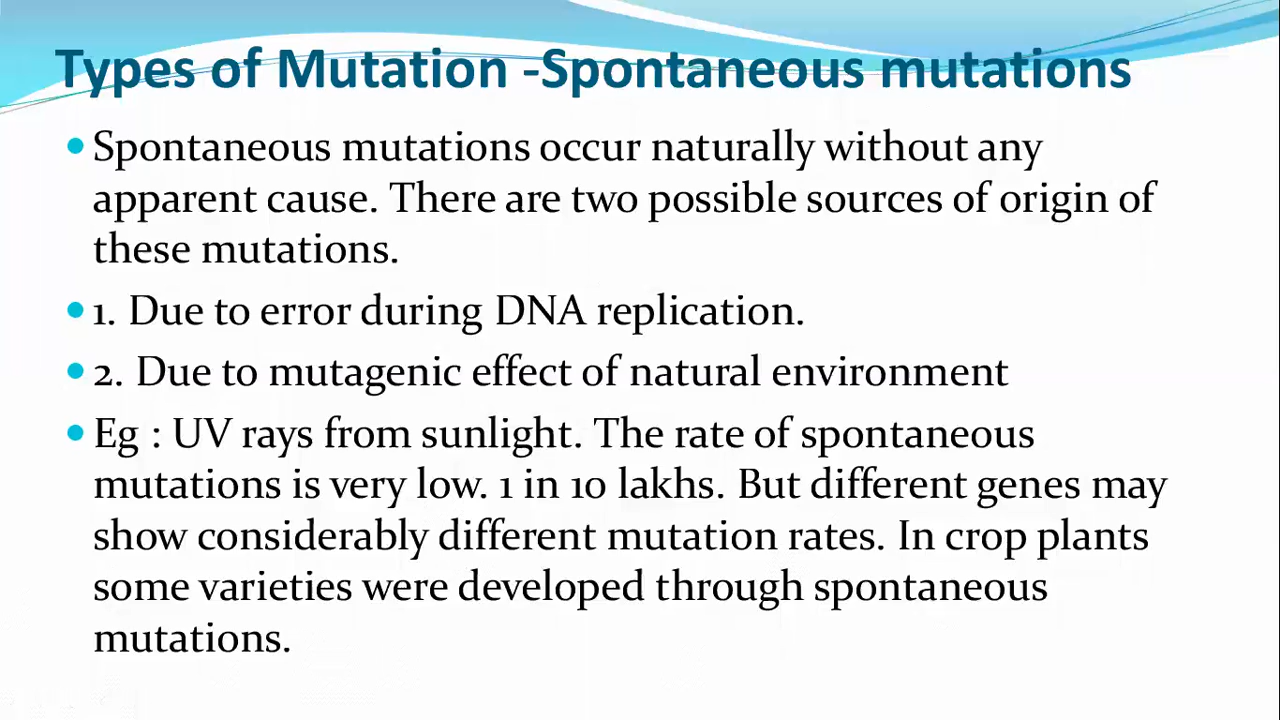 Types of Mutation -Spontaneous mutations
• Spontaneous mutations occur naturally without any
apparent cause. There are two possible sources of origin of
these mutations.
• 1. Due to error during DNA replication.
• 2. Due to mutagenic effect of natural environment
• Eg : UV rays from sunlight. The rate of spontaneous
mutations is very low. 1 in 10 lakhs. But different genes may
show considerably different mutation rates. In crop plants
some varieties were developed through spontaneous
mutations.